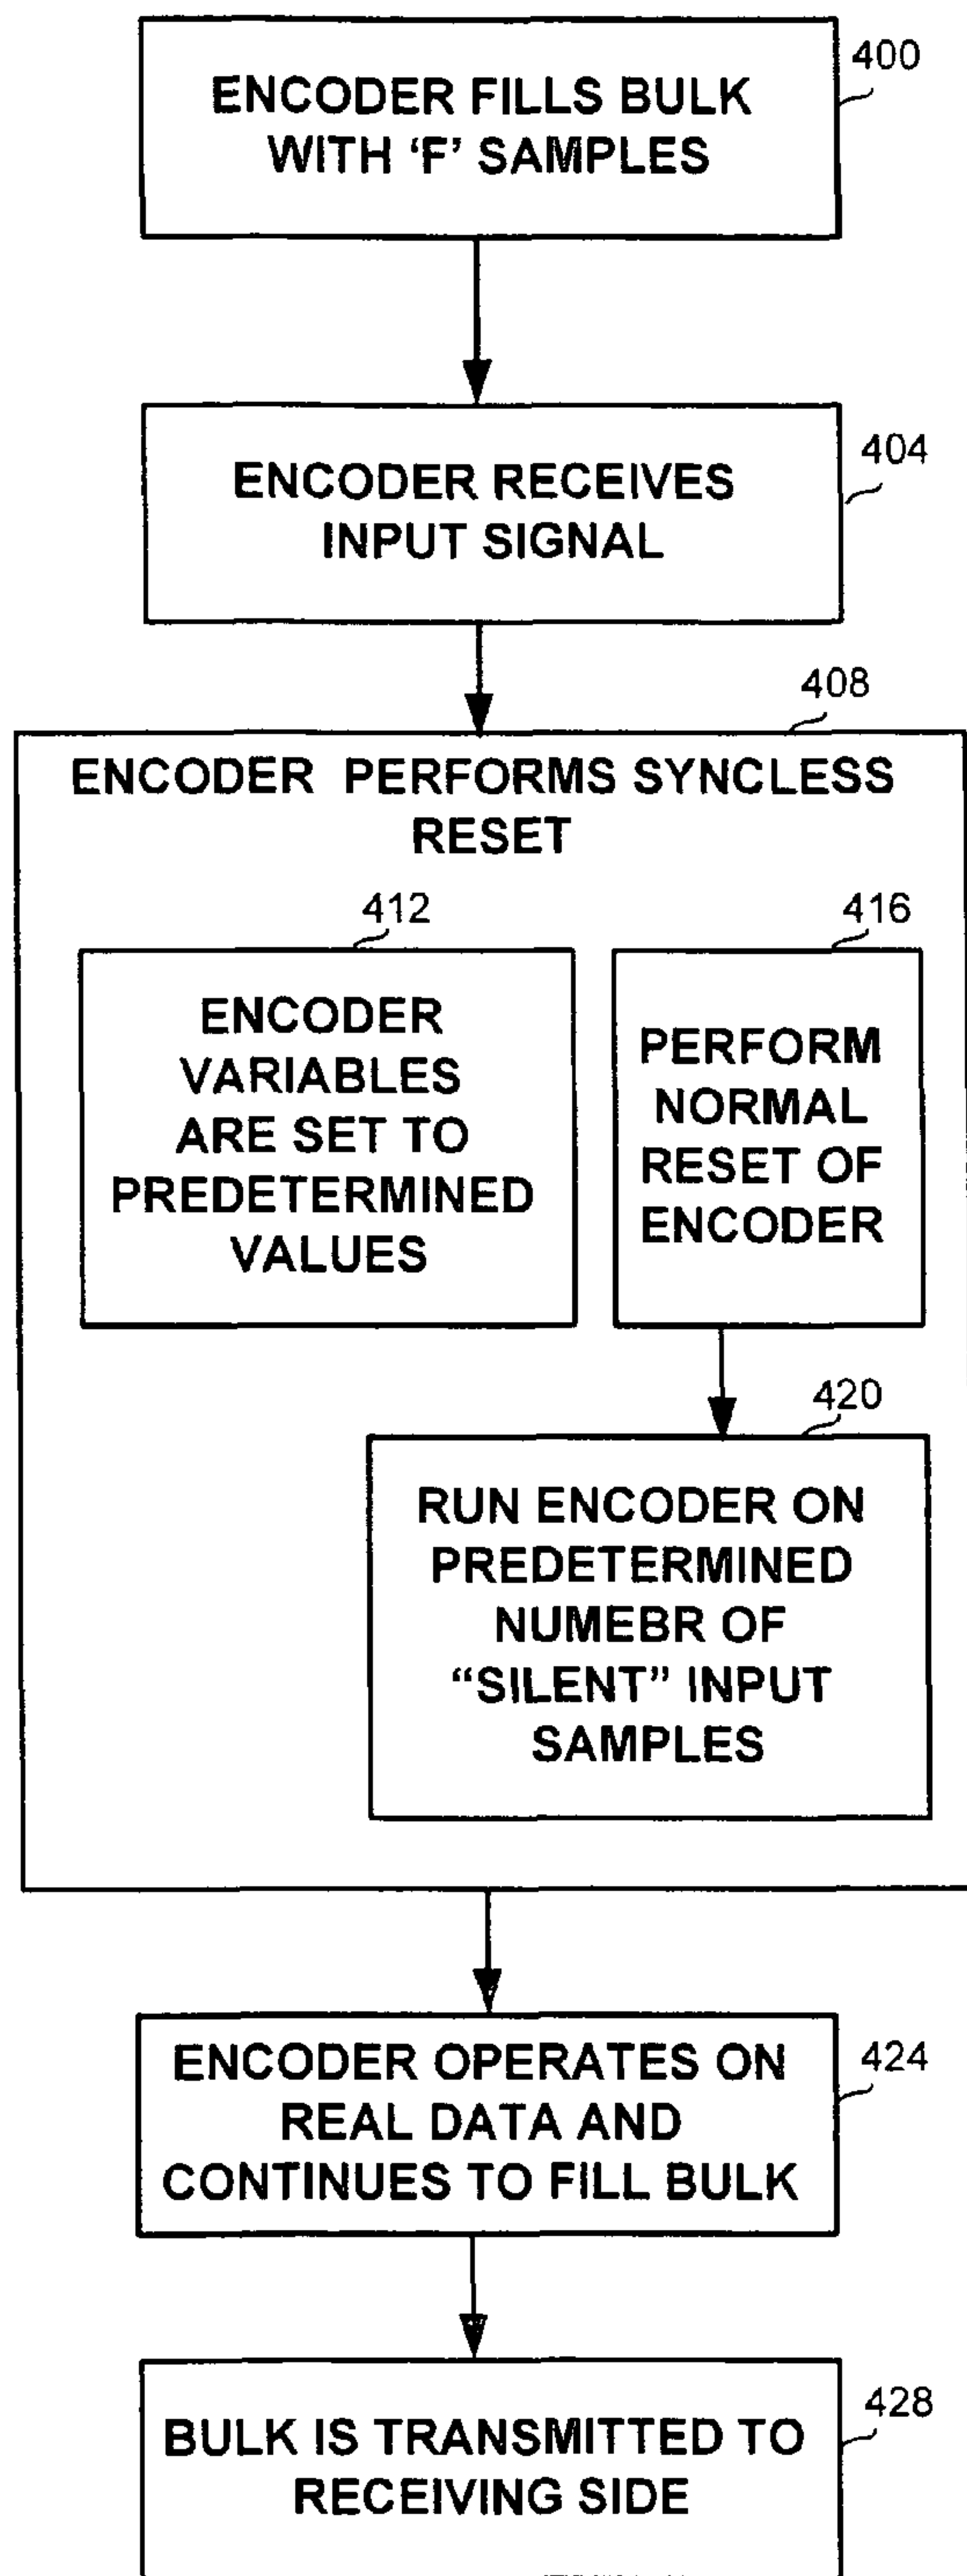 400
ENCODER FILLS BULK
WITH ‘F’ SAMPLES
404
ENCODER RECEIVES
INPUT SIGNAL
408
ENCODER PERFORMS SYNCLESS
RESET
412
ENCODER
VARIABLES
ARE SET TO
PREDETERMINED
VALUES
416
PERFORM
NORMAL
RESET OF
ENCODER
420
RUN ENCODER ON
PREDETERMINED
NUMEBR OF
“SILENT” INPUT
SAMPLES
424
ENCODER OPERATES ON
REAL DATA AND
CONTINUES TO FILL BULK
428
BULK IS TRANSMITTED TO
RECEIVING SIDE